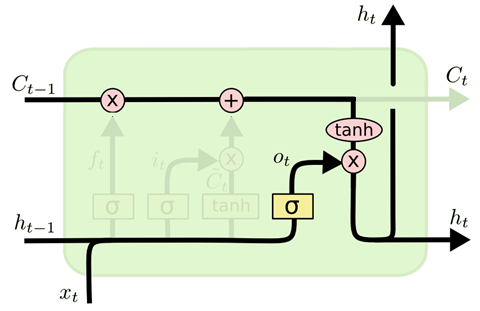 h_t
C_{t-1}
x
+
C_t
tanh
f_t
i_t
x
C̃_t
o_t
x
σ
σ
tanh
σ
h_{t-1}
h_t
x_t